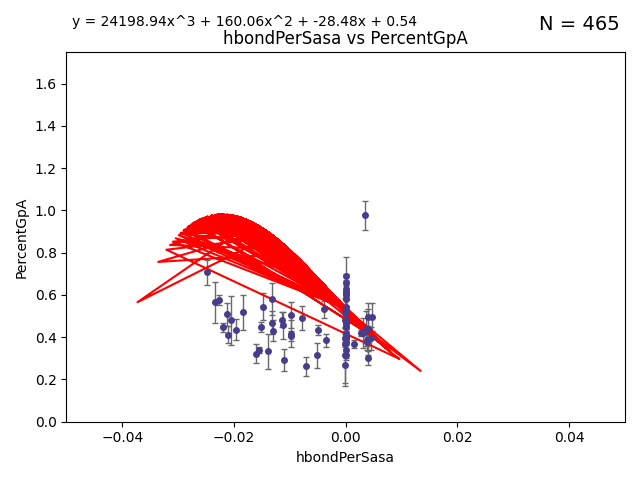 y = 24198.94x^3 + 160.06x^2 + -28.48x + 0.54
N = 465
hbondPerSasa vs PercentGpA
PercentGpA
1.6
1.4
1.2
1.0
0.8
0.6
0.4
0.2
0.0
−0.04 −0.02 0.00 0.02 0.04
hbondPerSasa